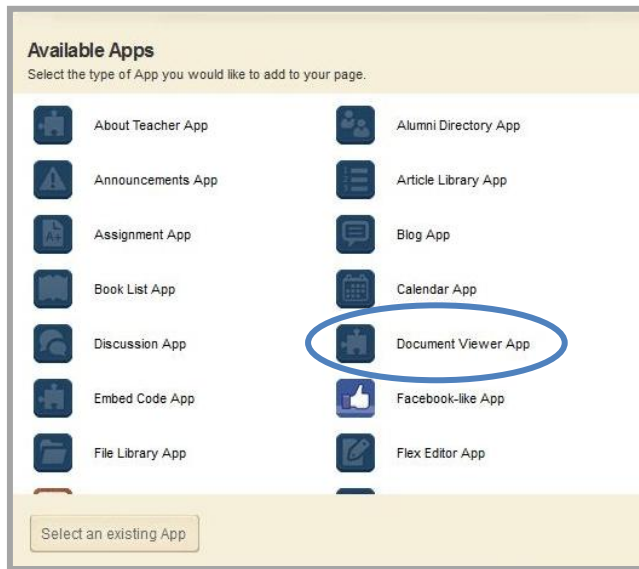 Available Apps
Select the type of App you would like to add to your page.
About Teacher App
Alumni Directory App
Announcements App
Article Library App
A+
Assignment App
Blog App
Book List App
Calendar App
Discussion App
Document Viewer App
Embed Code App
Facebook-like App
File Library App
Flex Editor App
Select an existing App